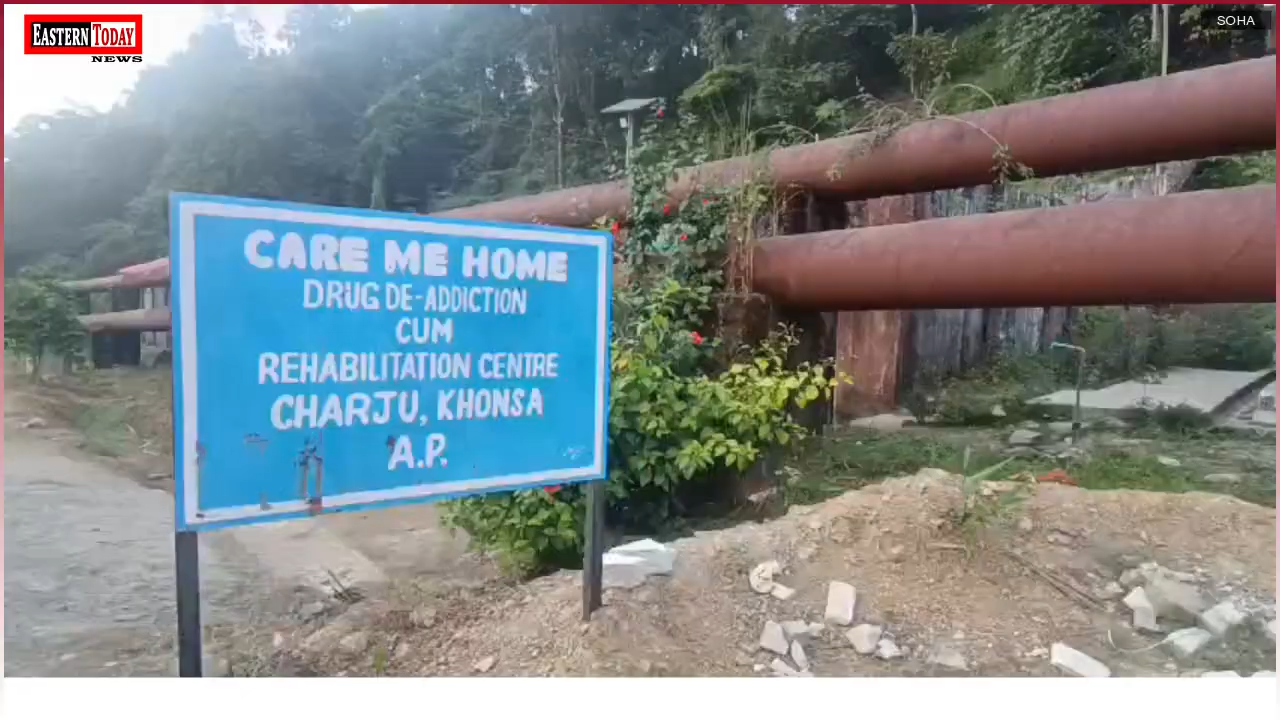 EASTERN TODAY
NEWS
SOHA
CARE ME HOME
DRUG DE-ADDICTION
CUM
REHABILITATION CENTRE
CHARJU, KHONSA
A.P.